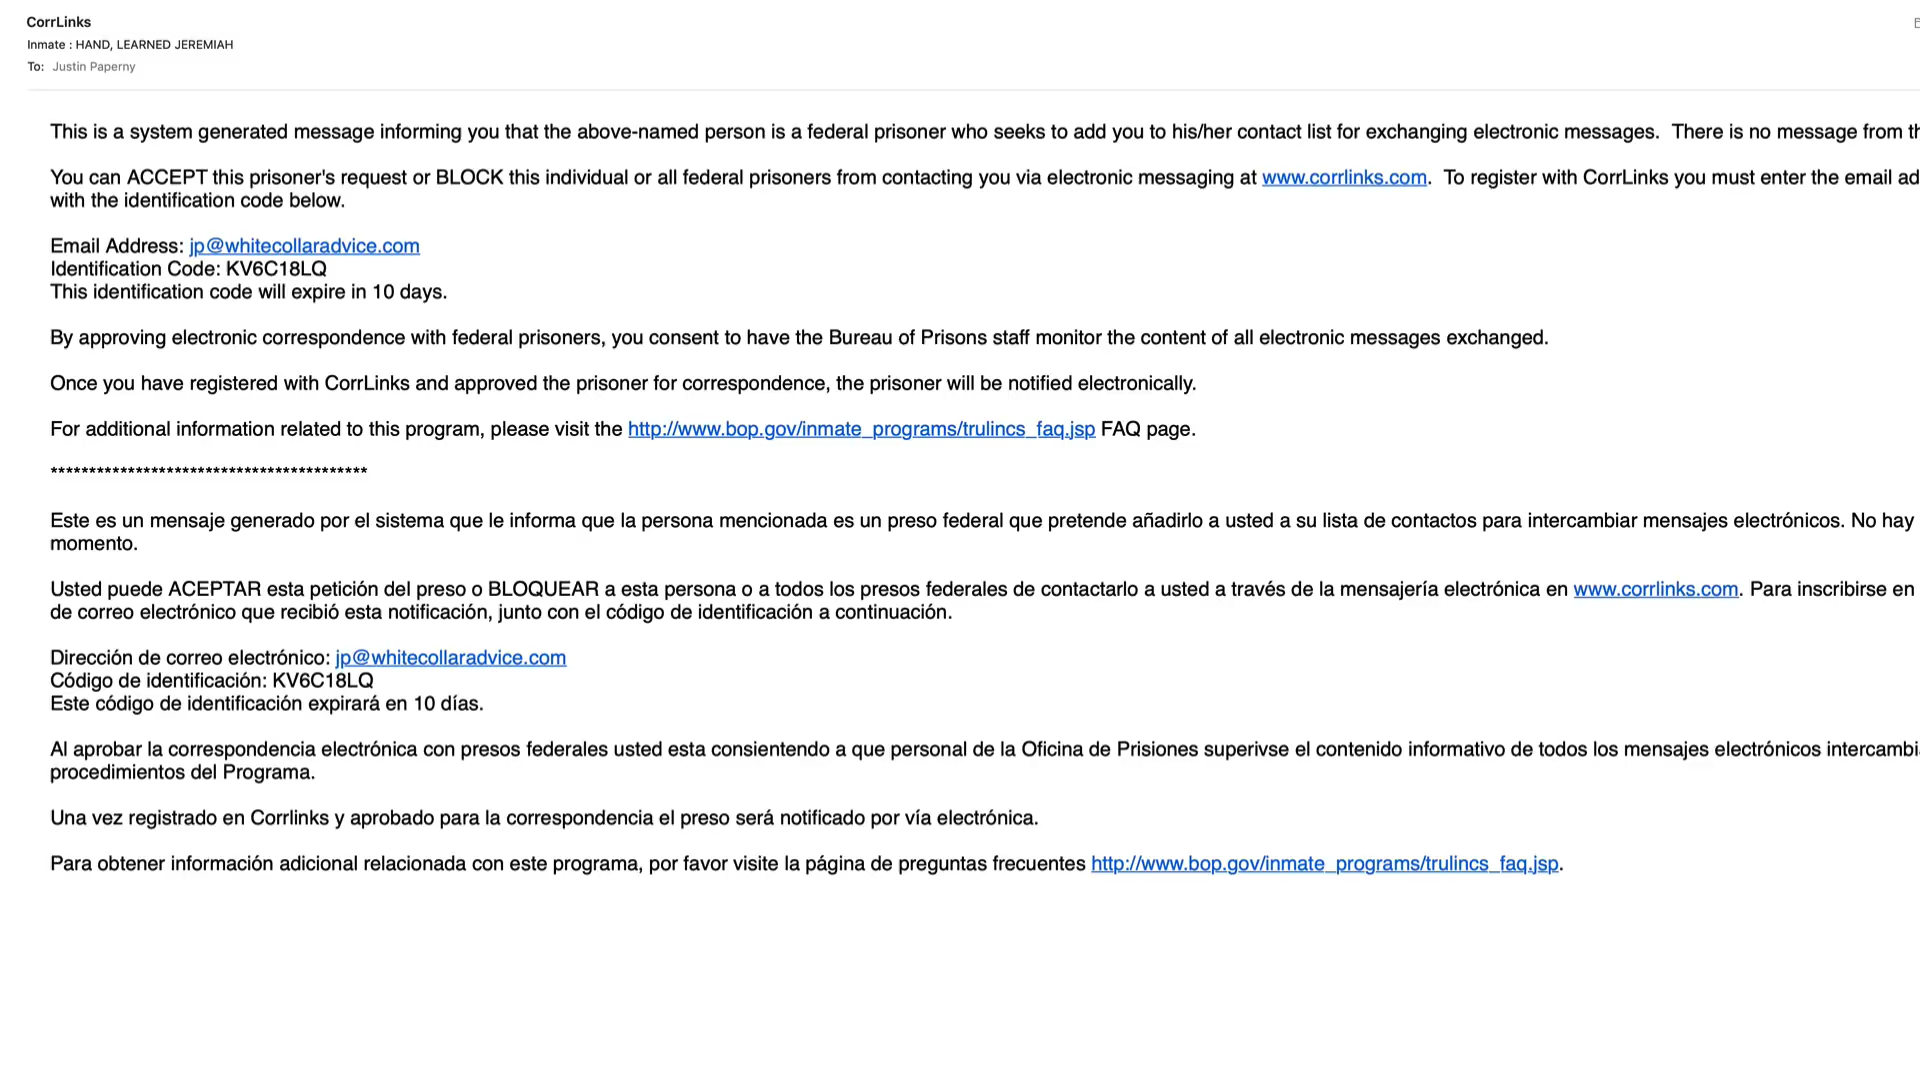 CorrLinks
Inmate : HAND, LEARNED JEREMIAH
To: Justin Paperny
This is a system generated message informing you that the above-named person is a federal prisoner who seeks to add you to his/her contact list for exchanging electronic messages.  There is no message from
You can ACCEPT this prisoner's request or BLOCK this individual or all federal prisoners from contacting you via electronic messaging at www.corrlinks.com.  To register with CorrLinks you must enter the email
with the identification code below.
Email Address: jp@whitecollaradvice.com
Identification Code: KV6C18LQ
This identification code will expire in 10 days.
By approving electronic correspondence with federal prisoners, you consent to have the Bureau of Prisons staff monitor the content of all electronic messages exchanged.
Once you have registered with CorrLinks and approved the prisoner for correspondence, the prisoner will be notified electronically.
For additional information related to this program, please visit the http://www.bop.gov/inmate_programs/trulincs_faq.jsp FAQ page.
*****************************************
Este es un mensaje generado por el sistema que le informa que la persona mencionada es un preso federal que pretende añadirlo a usted a su lista de contactos para intercambiar mensajes electrónicos. No hay
momento.
Usted puede ACEPTAR esta petición del preso o BLOQUEAR a esta persona o a todos los presos federales de contactarlo a usted a través de la mensajería electrónica en www.corrlinks.com. Para inscribirse en
de correo electrónico que recibió esta notificación, junto con el código de identificación a continuación.
Dirección de correo electrónico: jp@whitecollaradvice.com
Código de identificación: KV6C18LQ
Este código de identificación expirará en 10 días.
Al aprobar la correspondencia electrónica con presos federales usted esta consientendo a que personal de la Oficina de Prisiones superivse el contenido informativo de todos los mensajes electrónicos
procedimientos del Programa.
Una vez registrado en Corrlinks y aprobado para la correspondencia el preso será notificado por vía electrónica.
Para obtener información adicional relacionada con este programa, por favor visite la página de preguntas frecuentes http://www.bop.gov/inmate_programs/trulincs_faq.jsp.